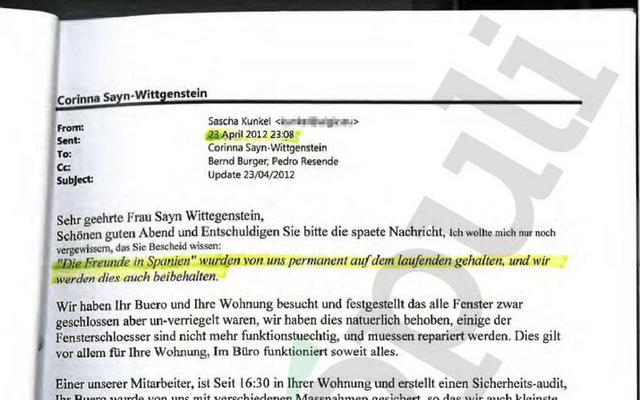 Corinna Sayn-Wittgenstein
From: Sascha Kunkel
Sent: 23 April 2012 23:08
To: Corinna Sayn-Wittgenstein
Cc: Bernd Burger, Pedro Resende
Subject: Update 23/04/2012
Sehr geehrte Frau Sayn Wittegenstein,
Schönen guten Abend und Entschuldigen Sie bitte die spaete Nachricht, Ich wollte mich nur noch
vergewissern, das Sie Bescheid wissen:
"Die Freunde in Spanien" wurden von uns permanent auf dem laufenden gehalten, und wir
werden dies auch beibehalten.
Wir haben Ihr Buero und Ihre Wohnung besucht und festgestellt das alle Fenster zwar
geschlossen aber un-verriegelt waren, wir haben dies natuerlich behoben, einige der
Fensterschloesser sind nicht mehr funktionstuechtig, und muessen repariert werden. Dies gilt
vor allem für Ihre Wohnung, Im Büro funktioniert soweit alles.
Einer unserer Mitarbeiter, ist Seit 16:30 in Ihrer Wohnung und erstellt einen Sicherheits-audit,
Ihr Buero wurde von uns mit verschiedenen Massnahmen gesichert, so das wir auch kleinste
puli